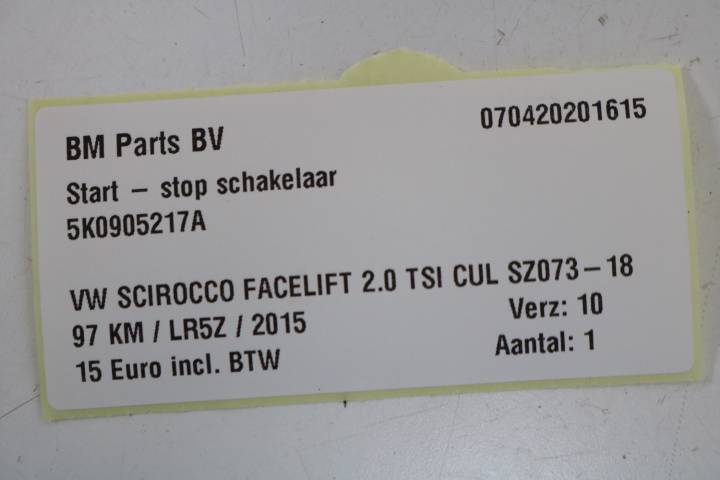 BM Parts BV 070420201615
Start – stop schakelaar
5K0905217A
VW SCIROCCO FACELIFT 2.0 TSI CUL SZ073–18
97 KM / LR5Z / 2015 Verz: 10
15 Euro incl. BTW Aantal: 1